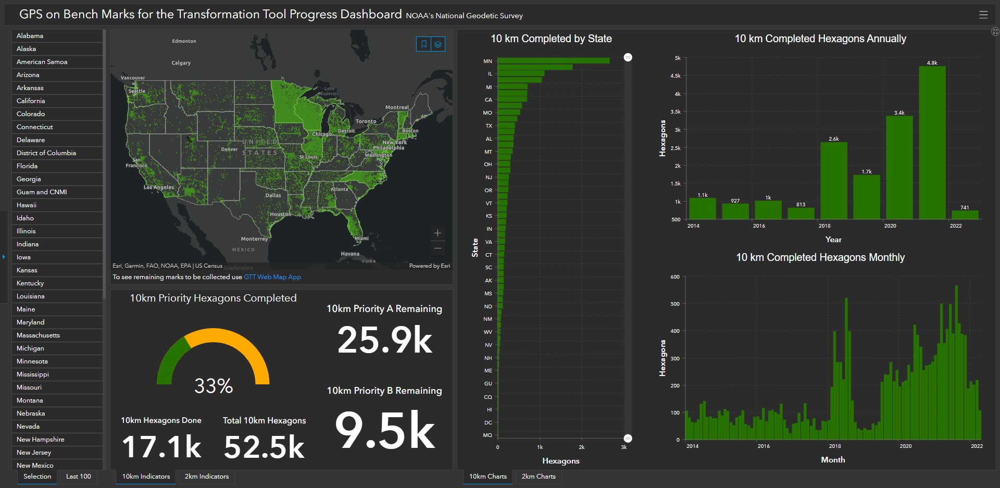 GPS on Bench Marks for the Transformation Tool Progress Dashboard NOAA's National Geodetic Survey
Alabama
Alaska
American Samoa
Arizona
Arkansas
California
Colorado
Connecticut
Delaware
District of Columbia
Florida
Georgia
Guam and CNMI
Hawaii
Idaho
Illinois
Indiana
Iowa
Kansas
Kentucky
Louisiana
Maine
Maryland
Massachusetts
Michigan
Minnesota
Mississippi
Missouri
Montana
Nebraska
Nevada
New Hampshire
New Jersey
New Mexico
Selection
Last 100
Edmonton
Calgary
Vancouver
Seattle
Lake
Superior
Montreal
Toronto
Boston
Detroit
Chicago
New York
Philadelphia
Washington
UNITED
STATES
Denver
St Louis
San
Francisco
Los Angeles
Atlanta
Dallas
Houston
Monterrey
Miami
MÉXICO
Havana
CUBA
Guadalajara
Esri, Garmin, FAO, NOAA, EPA | US Census
Powered by Esri
To see remaining marks to be collected use GTT Web Map App
10km Priority Hexagons Completed
33%
10km Hexagons Done
17.1k
Total 10km Hexagons
52.5k
10km Priority A Remaining
25.9k
10km Priority B Remaining
9.5k
10km Indicators
2km Indicators
10 km Completed by State
State
MN
IL
MI
CA
MO
TX
AL
MT
OH
NJ
OR
VT
KS
IN
VA
CT
SC
AK
MS
ND
NM
WV
NV
NH
ME
GU
CQ
HI
DC
MQ
0 1k 2k 3k
Hexagons
10 km Completed Hexagons Annually
Hexagons
5k
4.5k
4k
3.5k
3k
2.5k
2k
1.5k
1k
500
1.1k
927
1k
813
2.6k
1.7k
3.4k
4.8k
741
2014 2016 2018 2020 2022
Year
10 km Completed Hexagons Monthly
Hexagons
600
500
400
300
200
100
0
2014 2016 2018 2020 2022
Month
10km Charts
2km Charts